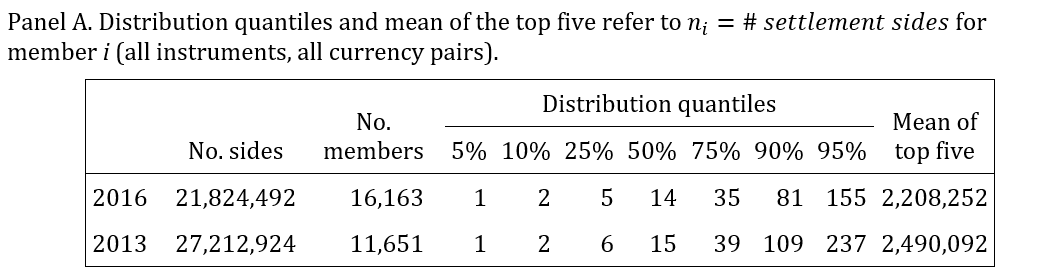 Panel A. Distribution quantiles and mean of the top five refer to nᵢ = # settlement sides for
member i (all instruments, all currency pairs).
Distribution quantiles
No. Mean of
No. sides members 5% 10% 25% 50% 75% 90% 95% top five
2016 21,824,492 16,163 1 2 5 14 35 81 155 2,208,252
2013 27,212,924 11,651 1 2 6 15 39 109 237 2,490,092